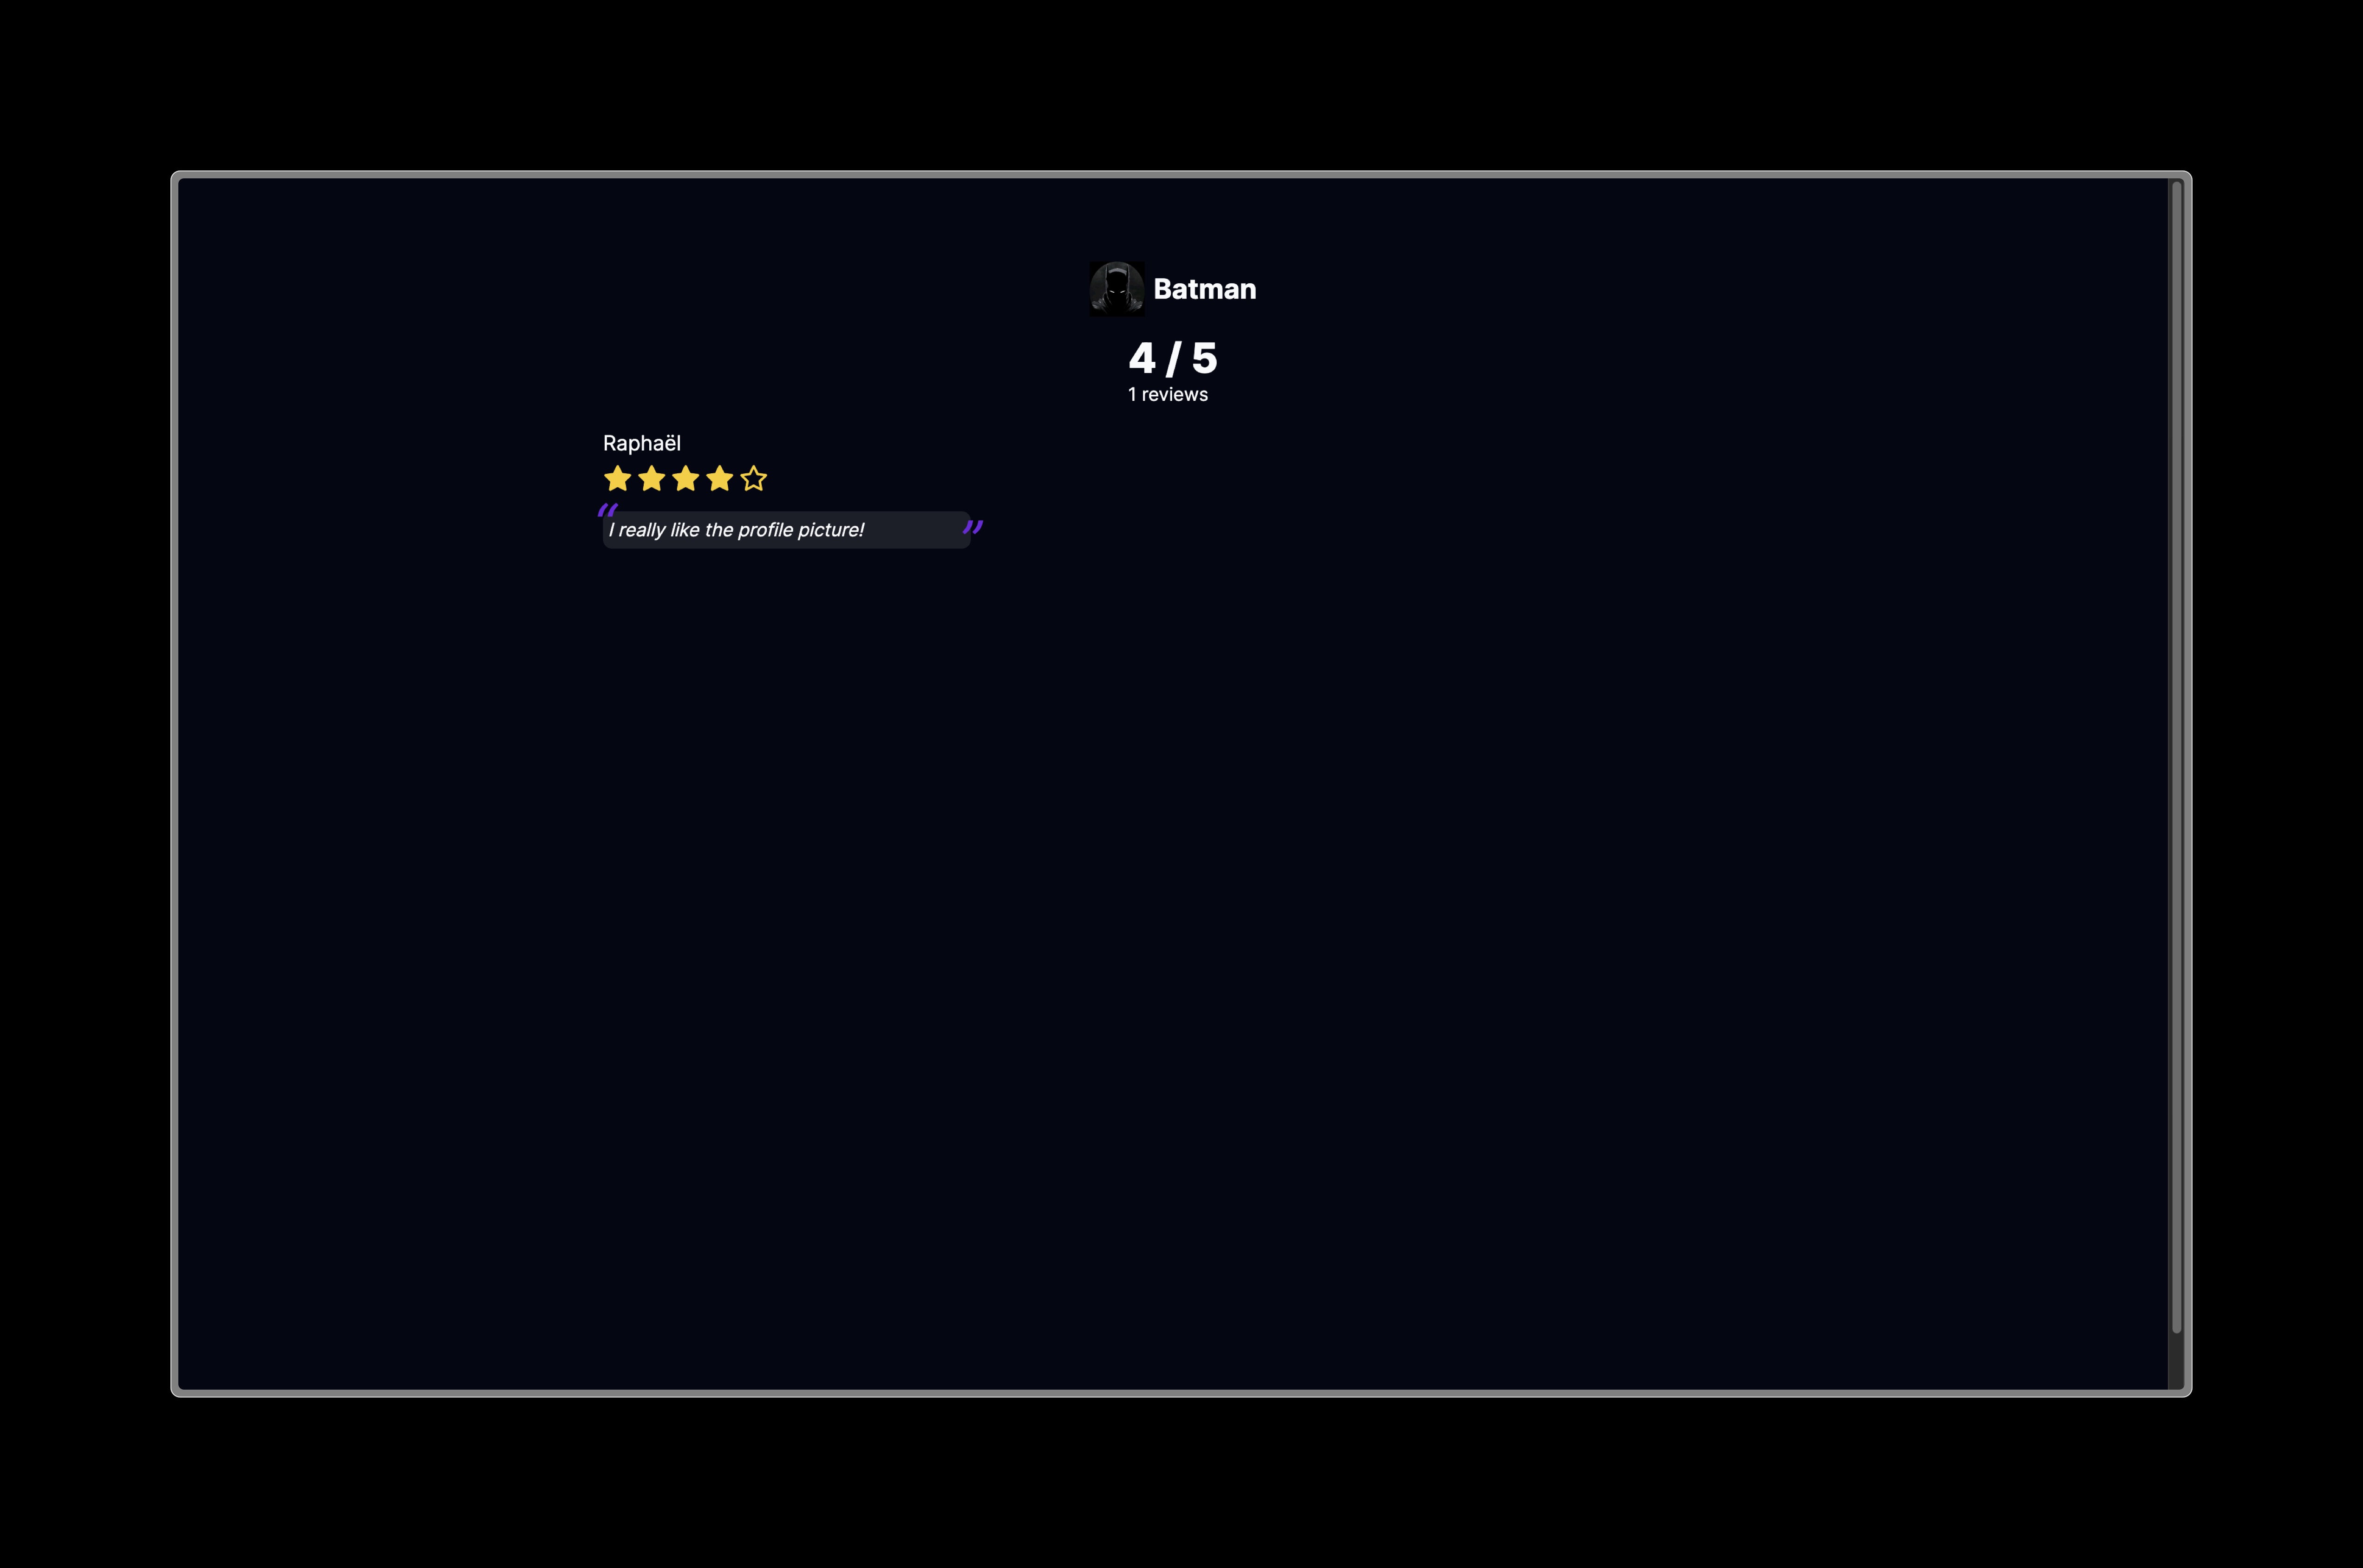 Batman
4 / 5
1 reviews
Raphaël
“I really like the profile picture!”